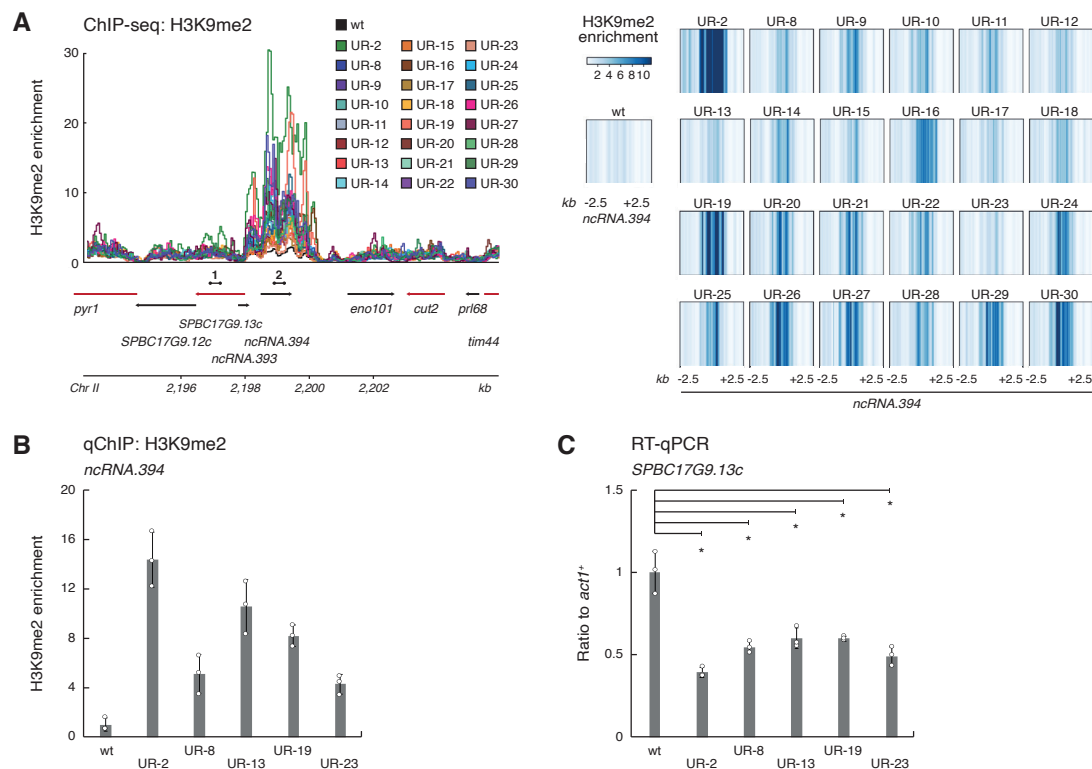 A
ChIP-seq: H3K9me2
H3K9me2 enrichment
30
20
10
0
wt
UR-2 UR-15 UR-23
UR-8 UR-16 UR-24
UR-9 UR-17 UR-25
UR-10 UR-18 UR-26
UR-11 UR-19 UR-27
UR-12 UR-20 UR-28
UR-13 UR-21 UR-29
UR-14 UR-22 UR-30
1 2
pyr1 eno101 cut2 prl68
SPBC17G9.13c
SPBC17G9.12c ncRNA.394 tim44
ncRNA.393
Chr II 2,196 2,198 2,200 2,202 kb
H3K9me2
enrichment
2 4 6 8 10
wt
kb -2.5 +2.5
ncRNA.394
UR-2 UR-8 UR-9 UR-10 UR-11 UR-12
UR-13 UR-14 UR-15 UR-16 UR-17 UR-18
UR-19 UR-20 UR-21 UR-22 UR-23 UR-24
UR-25 UR-26 UR-27 UR-28 UR-29 UR-30
kb -2.5 +2.5 -2.5 +2.5 -2.5 +2.5 -2.5 +2.5 -2.5 +2.5 -2.5 +2.5
ncRNA.394
B
qChIP: H3K9me2
ncRNA.394
H3K9me2 enrichment
20
16
12
8
4
0
wt UR-8 UR-19
UR-2 UR-13 UR-23
C
RT-qPCR
SPBC17G9.13c
Ratio to act1+
1.5
1
0.5
0
* * * * *
wt UR-8 UR-19
UR-2 UR-13 UR-23